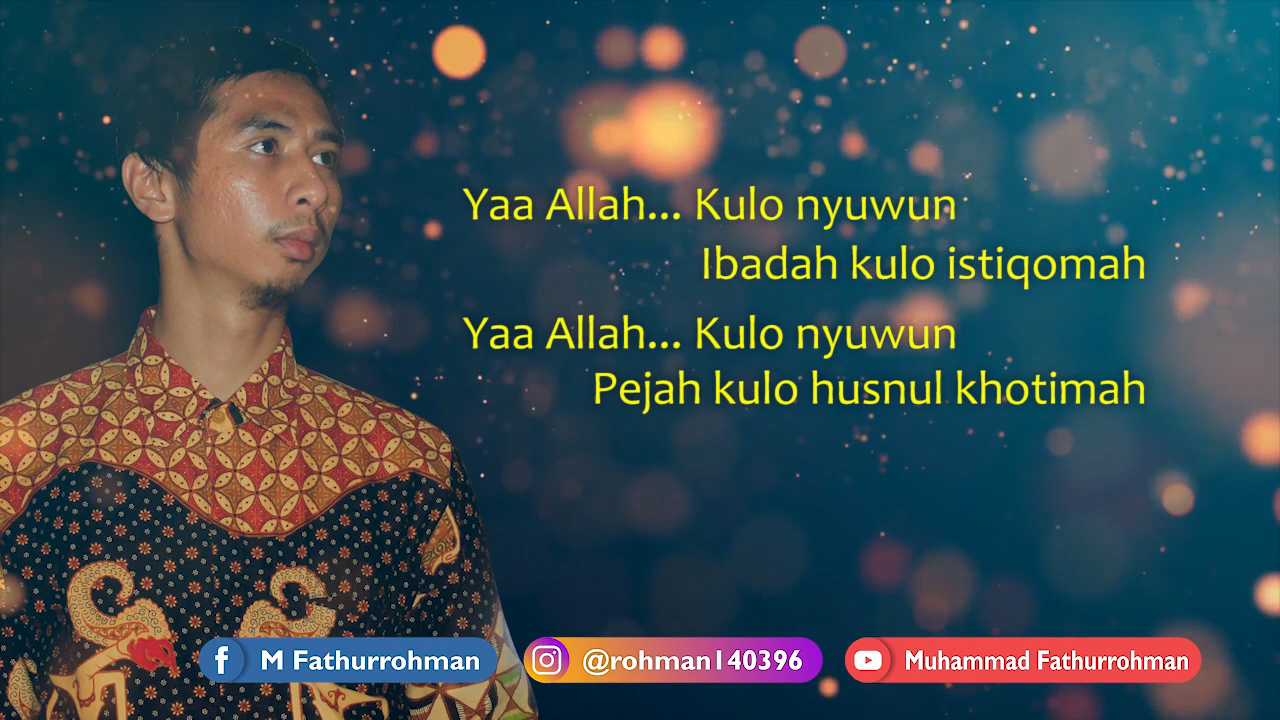 Yaa Allah... Kulo nyuwun
Ibadah kulo istiqomah
Yaa Allah... Kulo nyuwun
Pejah kulo husnul khotimah
M Fathurrohman
@rohman140396
Muhammad Fathurrohman